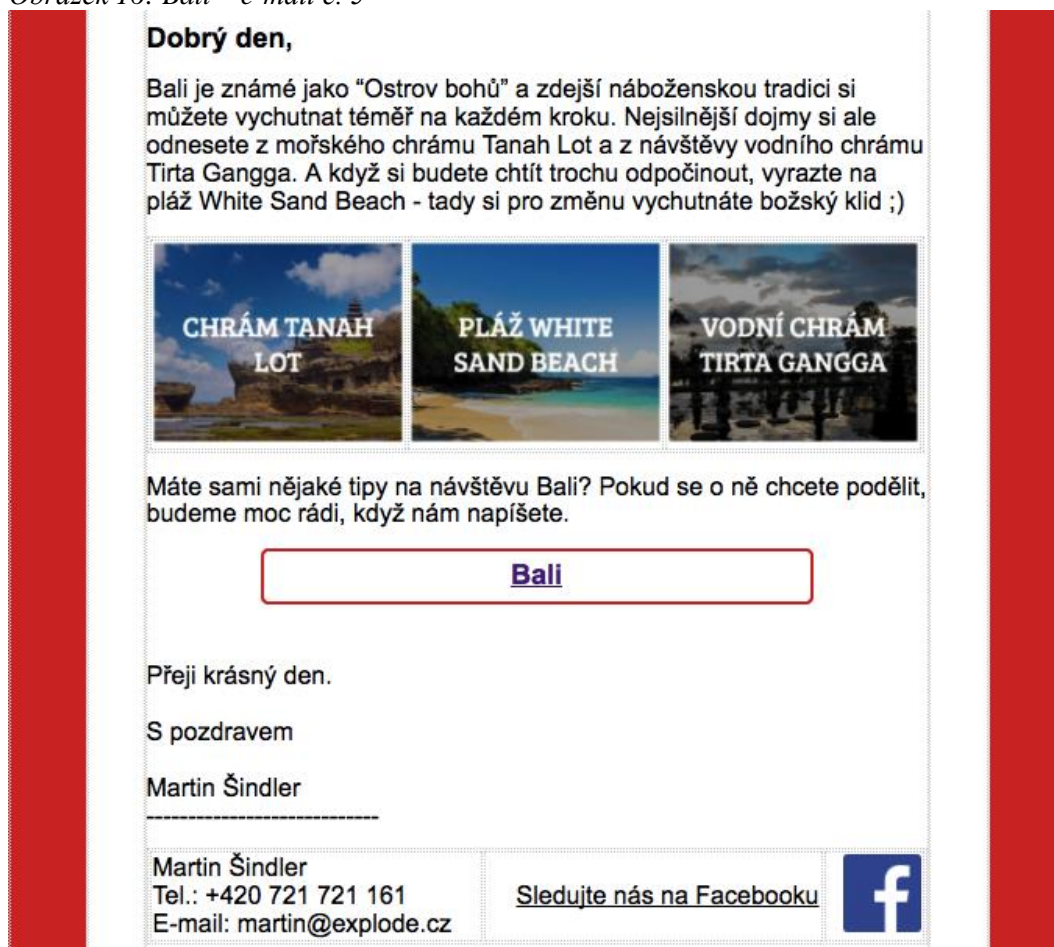 Obrázek 16: Bali – e-mail č. 3
Dobrý den,
Bali je známé jako “Ostrov bohů” a zdejší náboženskou tradici si
můžete vychutnat téměř na každém kroku. Nejsilnější dojmy si ale
odnesete z mořského chrámu Tanah Lot a z návštěvy vodního chrámu
Tirta Gangga. A když si budete chtít trochu odpočinout, vyrazte na
pláž White Sand Beach - tady si pro změnu vychutnáte božský klid ;)
CHRÁM TANAH
LOT
PLÁŽ WHITE
SAND BEACH
VODNÍ CHRÁM
TIRTA GANGGA
Máte sami nějaké tipy na návštěvu Bali? Pokud se o ně chcete podělit,
budeme moc rádi, když nám napíšete.
Bali
Přeji krásný den.
S pozdravem
Martin Šindler
----------------------------
Martin Šindler
Tel.: +420 721 721 161
E-mail: martin@explode.cz
Sledujte nás na Facebooku
f